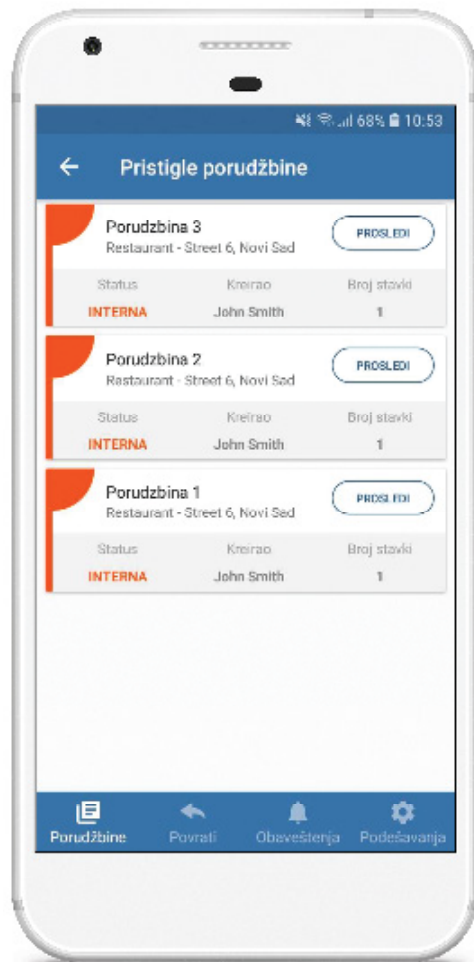 68% 10:53
Pristigle porudžbine
Porudzbina 3
Restaurant - Street 6, Novi Sad
PROSLEDI
Status Kreirao Broj stavki
INTERNA John Smith 1
Porudzbina 2
Restaurant - Street 6, Novi Sad
PROSLEDI
Status Kreirao Broj stavki
INTERNA John Smith 1
Porudzbina 1
Restaurant - Street 6, Novi Sad
PROSLEDI
Status Kreirao Broj stavki
INTERNA John Smith 1
Porudžbine Povrati Obaveštenja Podešavanja